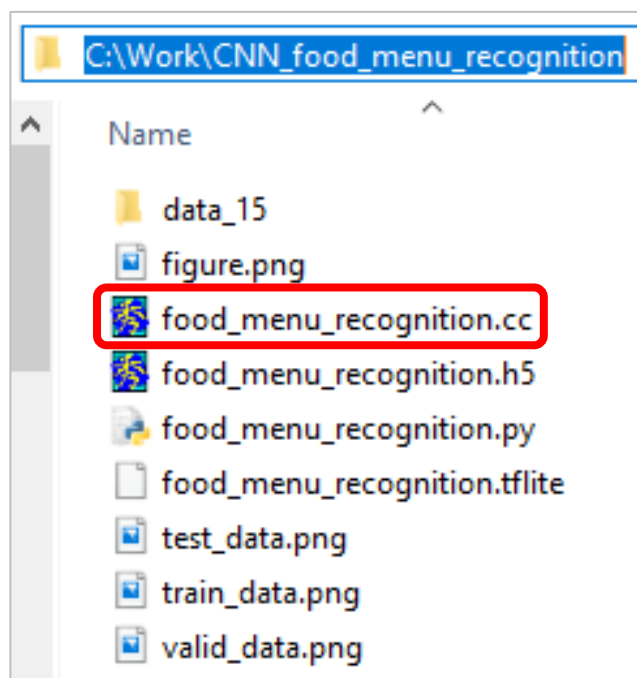 C:\Work\CNN_food_menu_recognition
Name
data_15
figure.png
food_menu_recognition.cc
food_menu_recognition.h5
food_menu_recognition.py
food_menu_recognition.tflite
test_data.png
train_data.png
valid_data.png